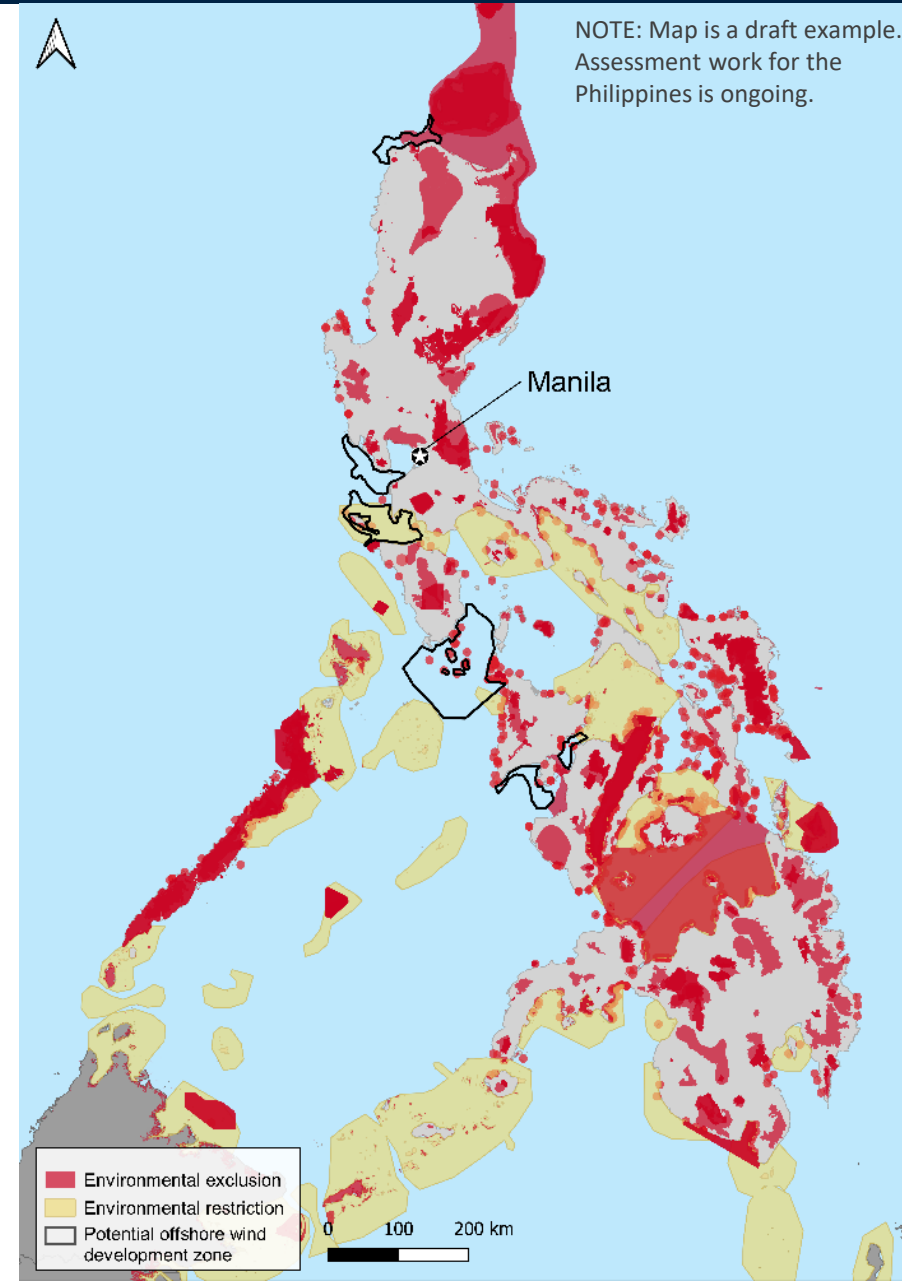 NOTE: Map is a draft example.
Assessment work for the
Philippines is ongoing.
Manila
Environmental exclusion
Environmental restriction
Potential offshore wind
development zone
0 100 200 km